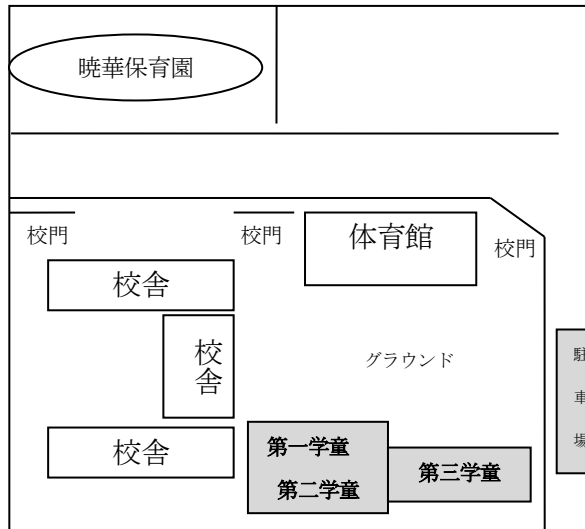 暁華保育園
校門
校門
体育館
校門
校舎
校舎
グラウンド
駐車場
校舎
第一学童
第二学童
第三学童